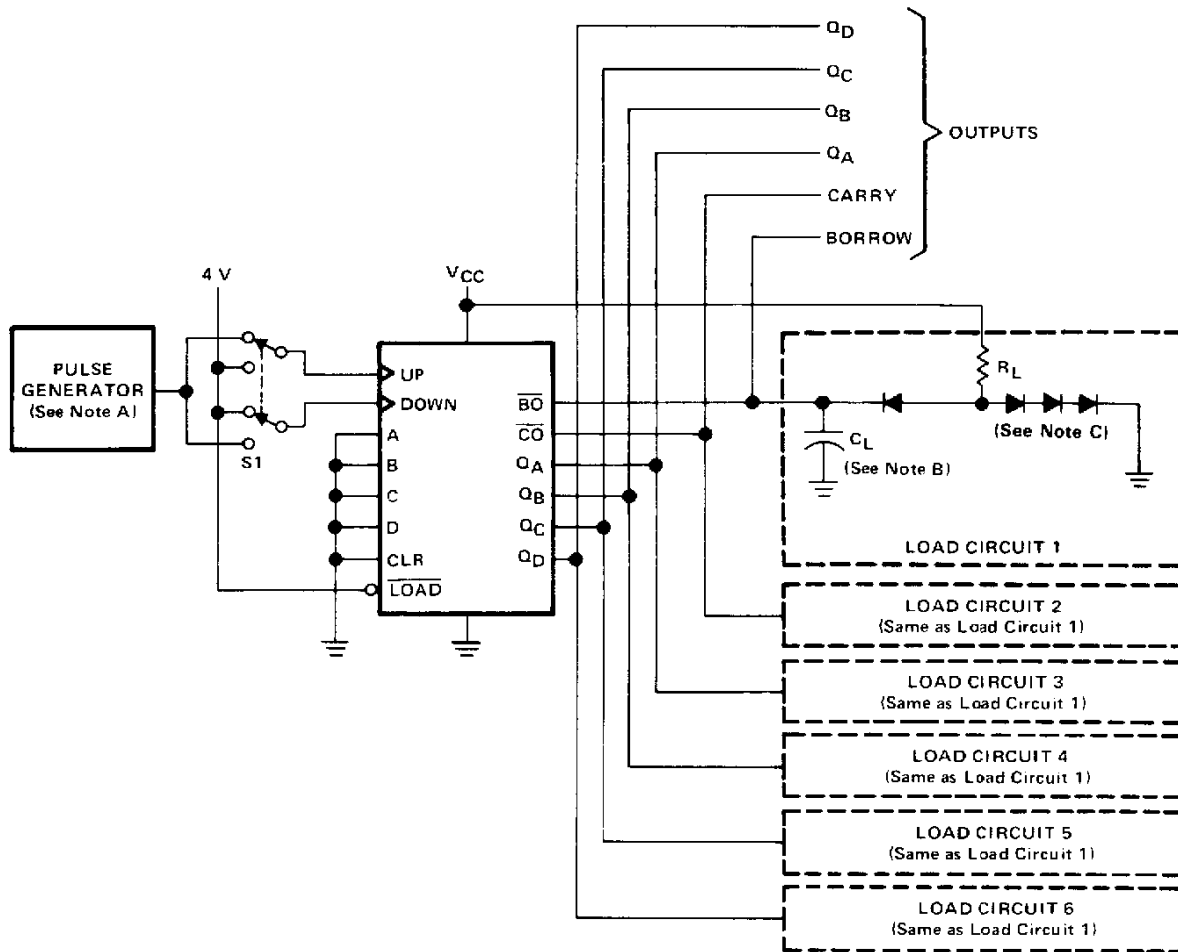 QD
QC
QB
QA
CARRY
BORROW
OUTPUTS
4 V
VCC
PULSE
GENERATOR
(See Note A)
S1
UP
DOWN
A
B
C
D
CLR
LOAD
BO
CO
QA
QB
QC
QD
RL
CL
(See Note B)
(See Note C)
LOAD CIRCUIT 1
LOAD CIRCUIT 2
(Same as Load Circuit 1)
LOAD CIRCUIT 3
(Same as Load Circuit 1)
LOAD CIRCUIT 4
(Same as Load Circuit 1)
LOAD CIRCUIT 5
(Same as Load Circuit 1)
LOAD CIRCUIT 6
(Same as Load Circuit 1)